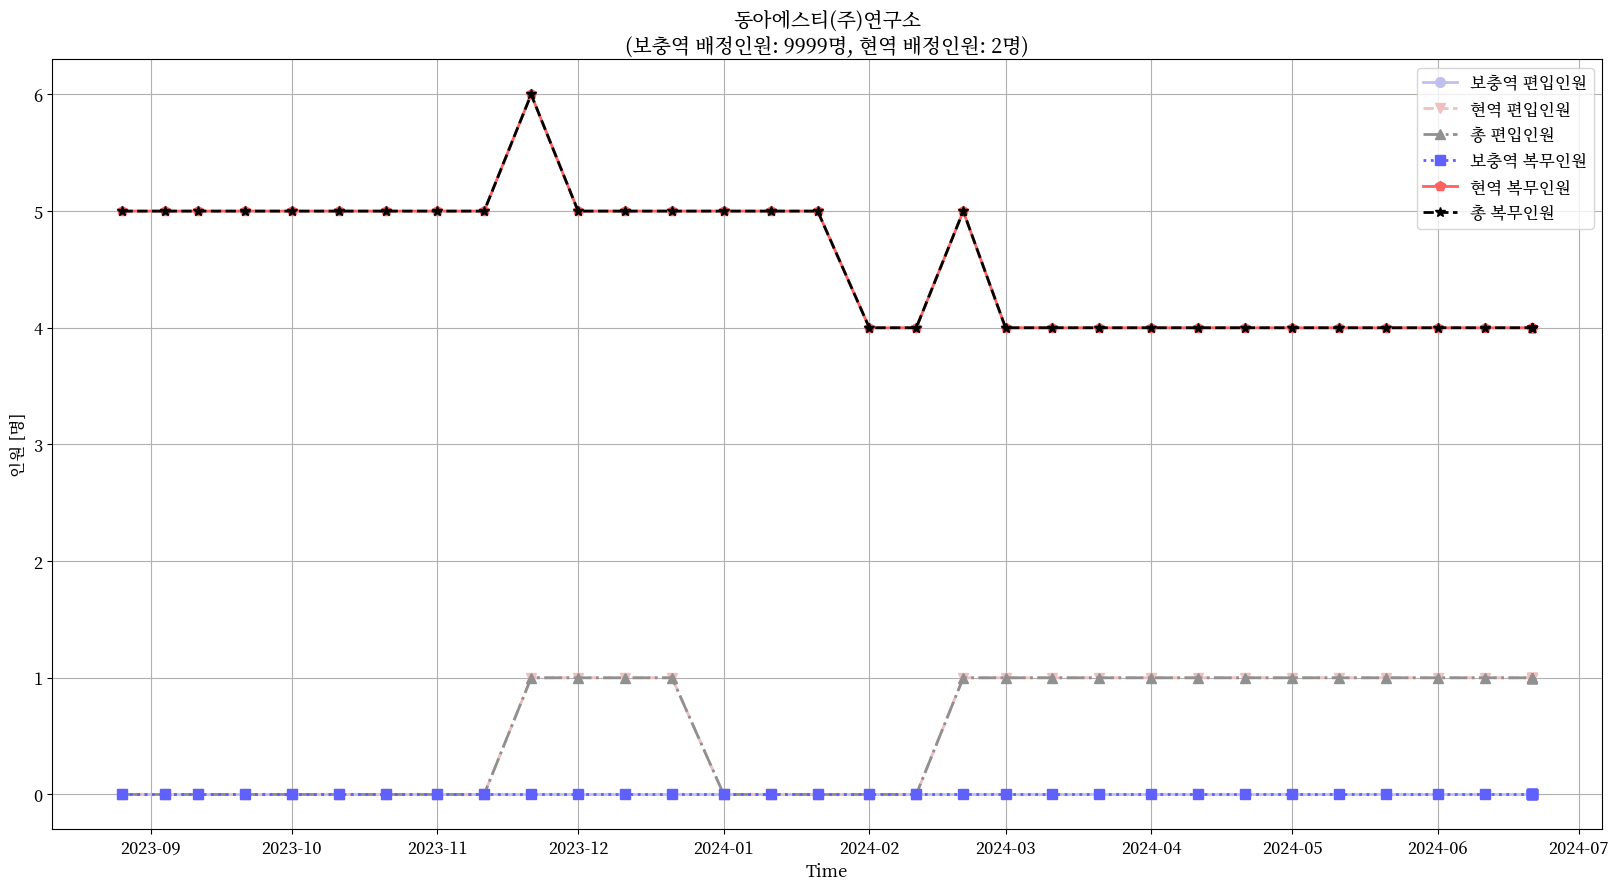 동아에스티(주)연구소
(보충역 배정인원: 9999명, 현역 배정인원: 2명)
보충역 편입인원
현역 편입인원
총 편입인원
보충역 복무인원
현역 복무인원
총 복무인원
인원 [명]
6
5
4
3
2
1
0
2023-09 2023-10 2023-11 2023-12 2024-01 2024-02 2024-03 2024-04 2024-05 2024-06 2024-07
Time